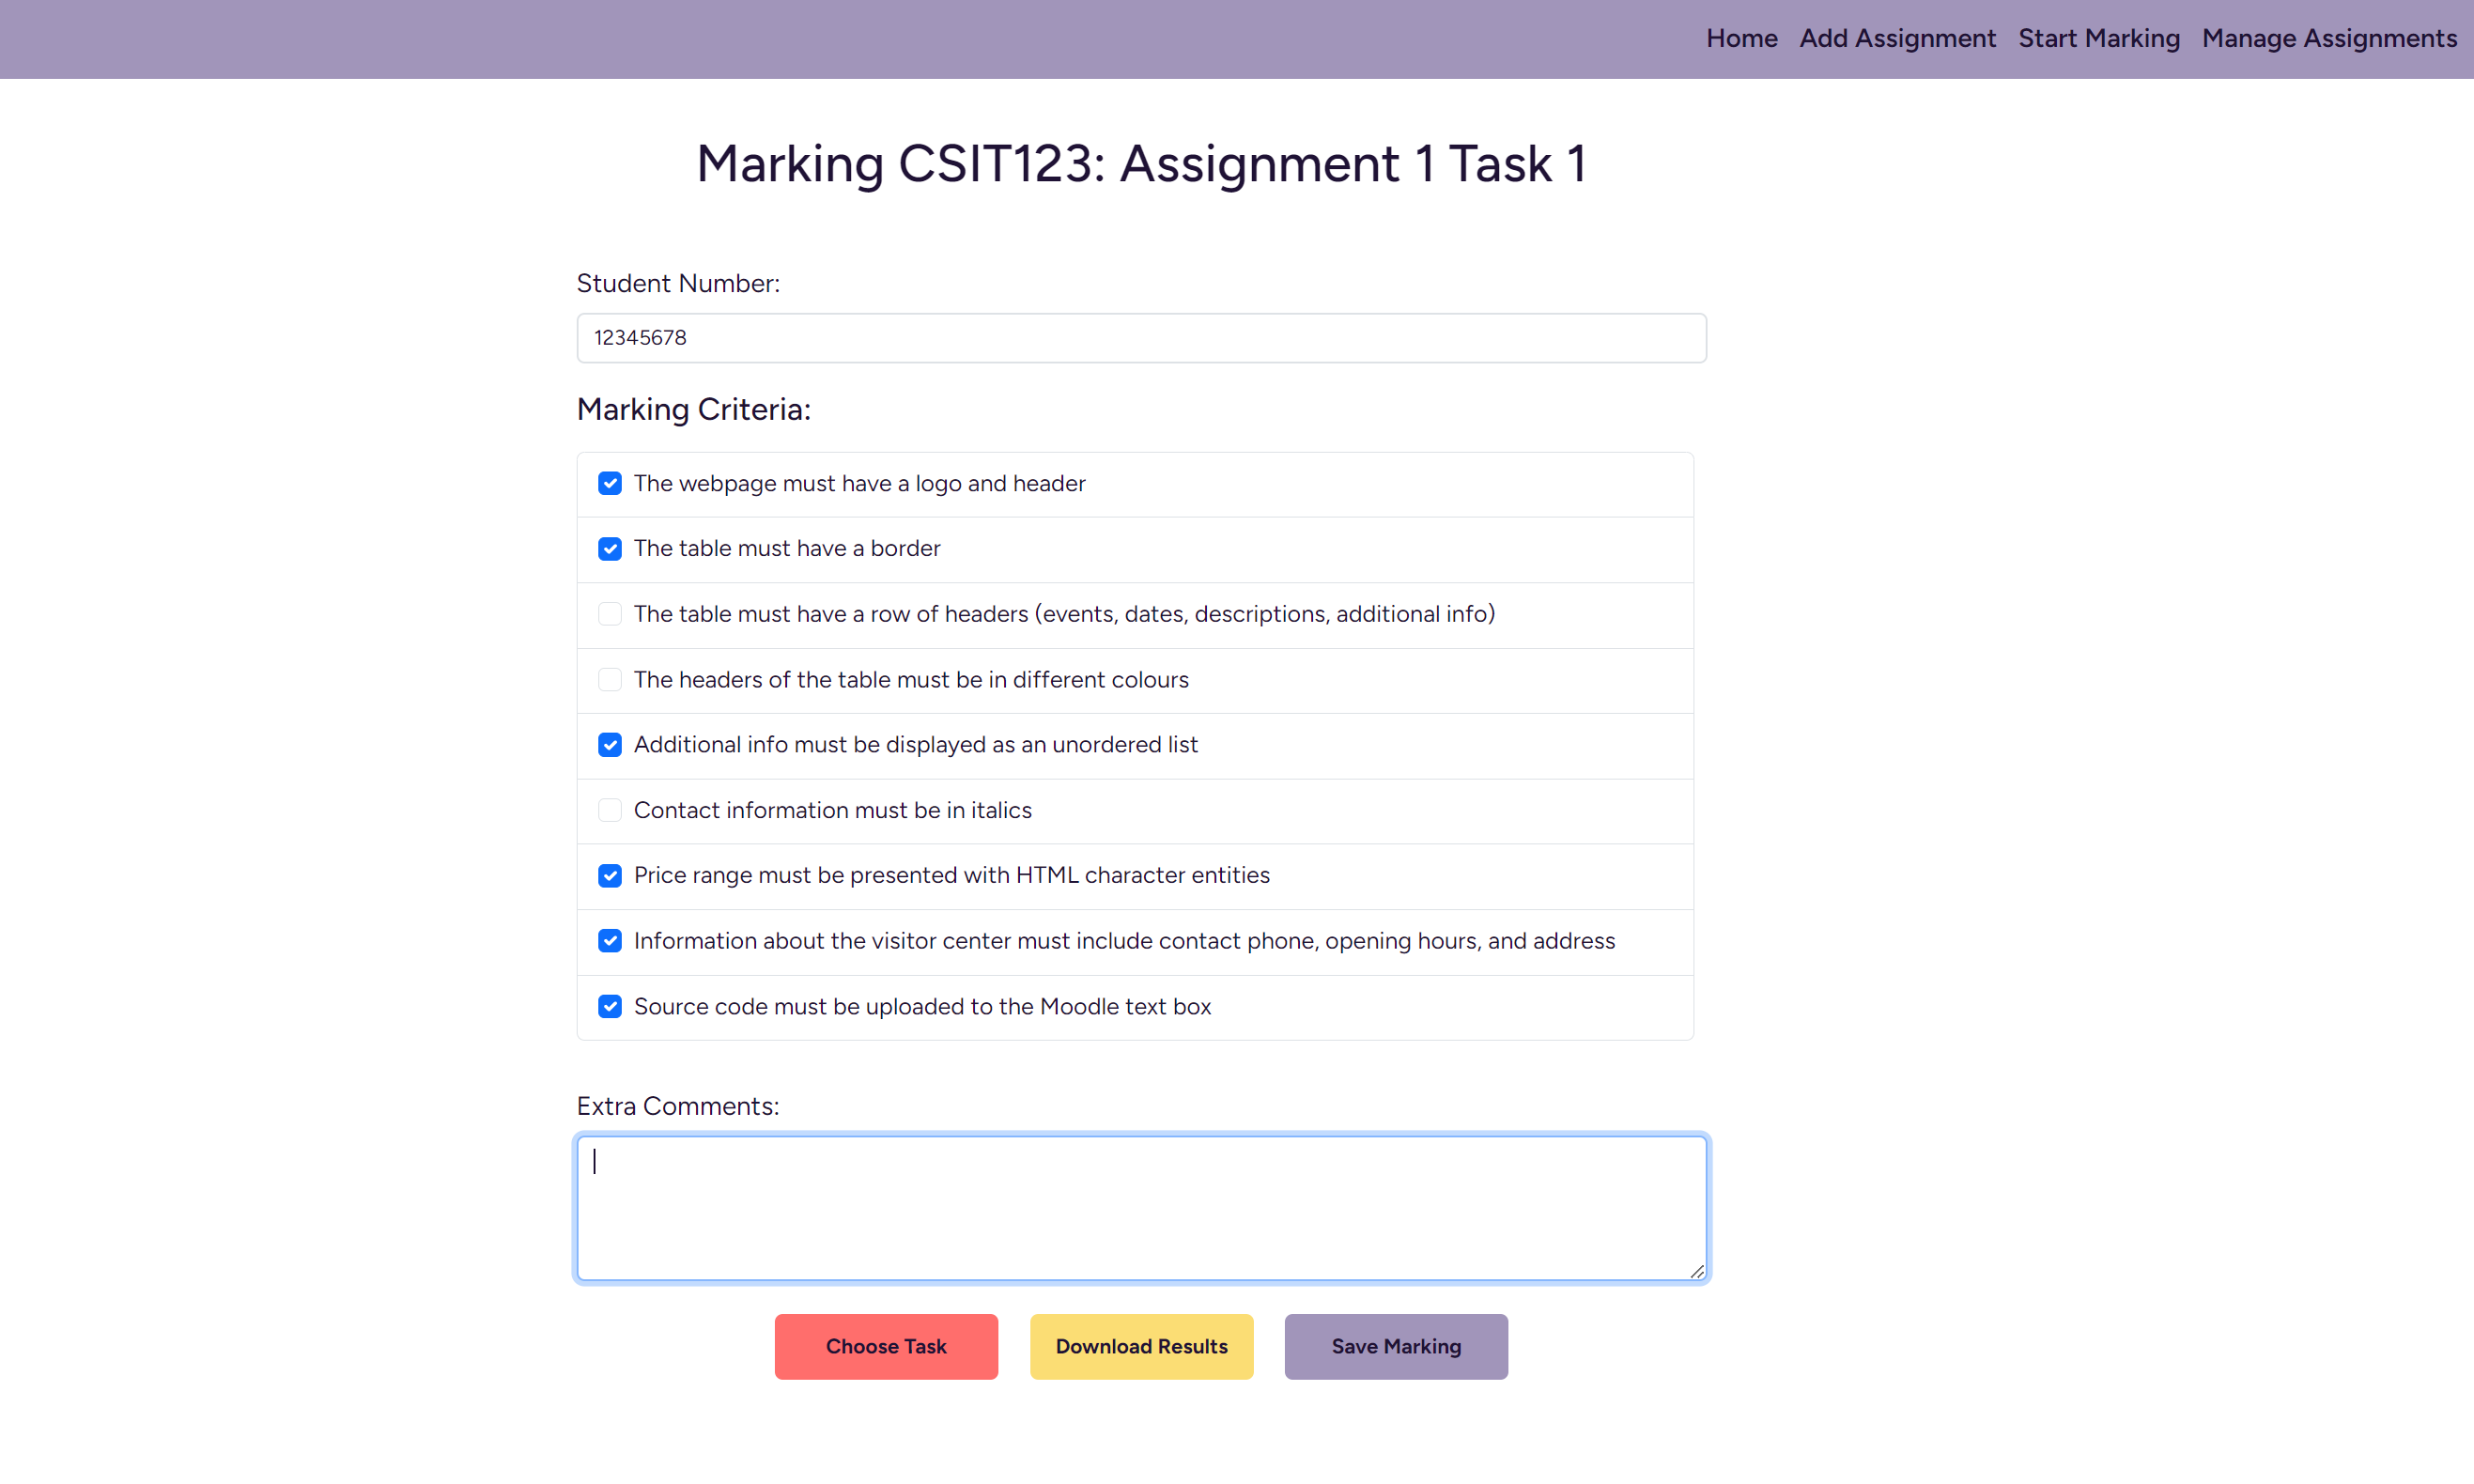 Home Add Assignment Start Marking Manage Assignments
Marking CSIT123: Assignment 1 Task 1
Student Number:
12345678
Marking Criteria:
The webpage must have a logo and header
The table must have a border
The table must have a row of headers (events, dates, descriptions, additional info)
The headers of the table must be in different colours
Additional info must be displayed as an unordered list
Contact information must be in italics
Price range must be presented with HTML character entities
Information about the visitor center must include contact phone, opening hours, and address
Source code must be uploaded to the Moodle text box
Extra Comments:
Choose Task Download Results Save Marking